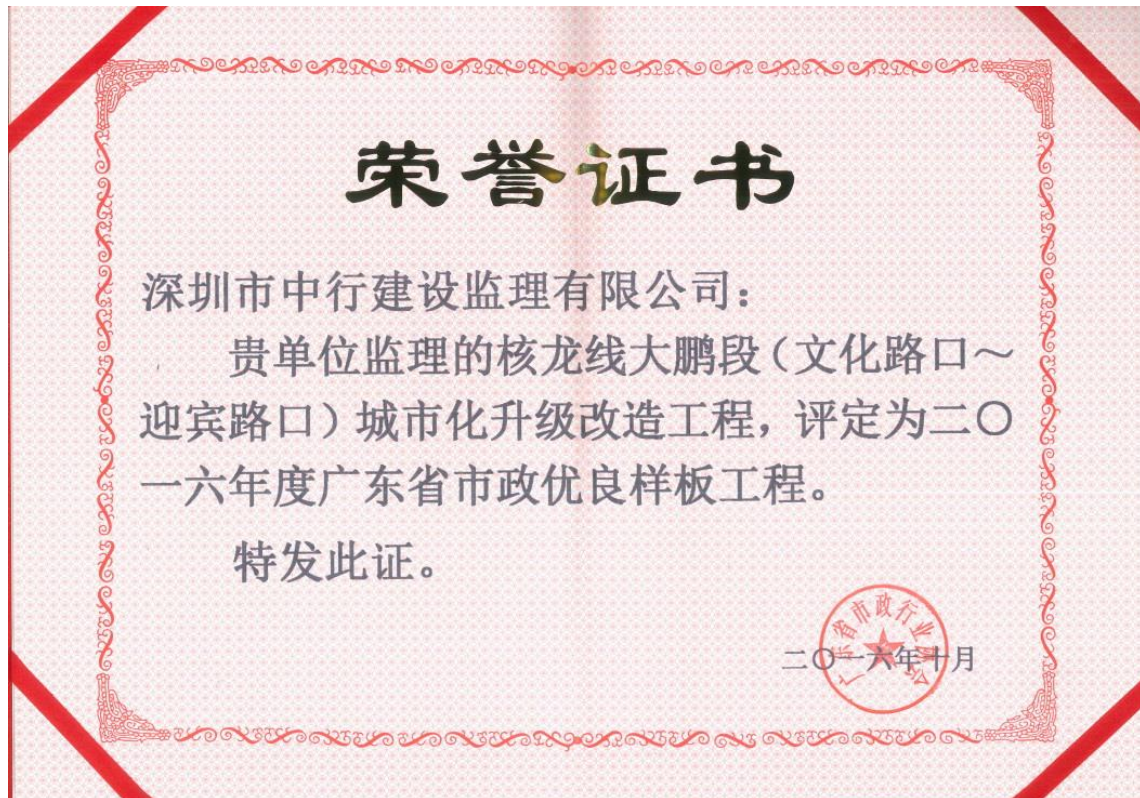 荣誉证书
深圳市中行建设监理有限公司：
贵单位监理的核龙线大鹏段（文化路口～
迎宾路口）城市化升级改造工程，评定为二〇
一六年度广东省市政优良样板工程。
特发此证。
广东省市政行业协会
二〇一六年十月